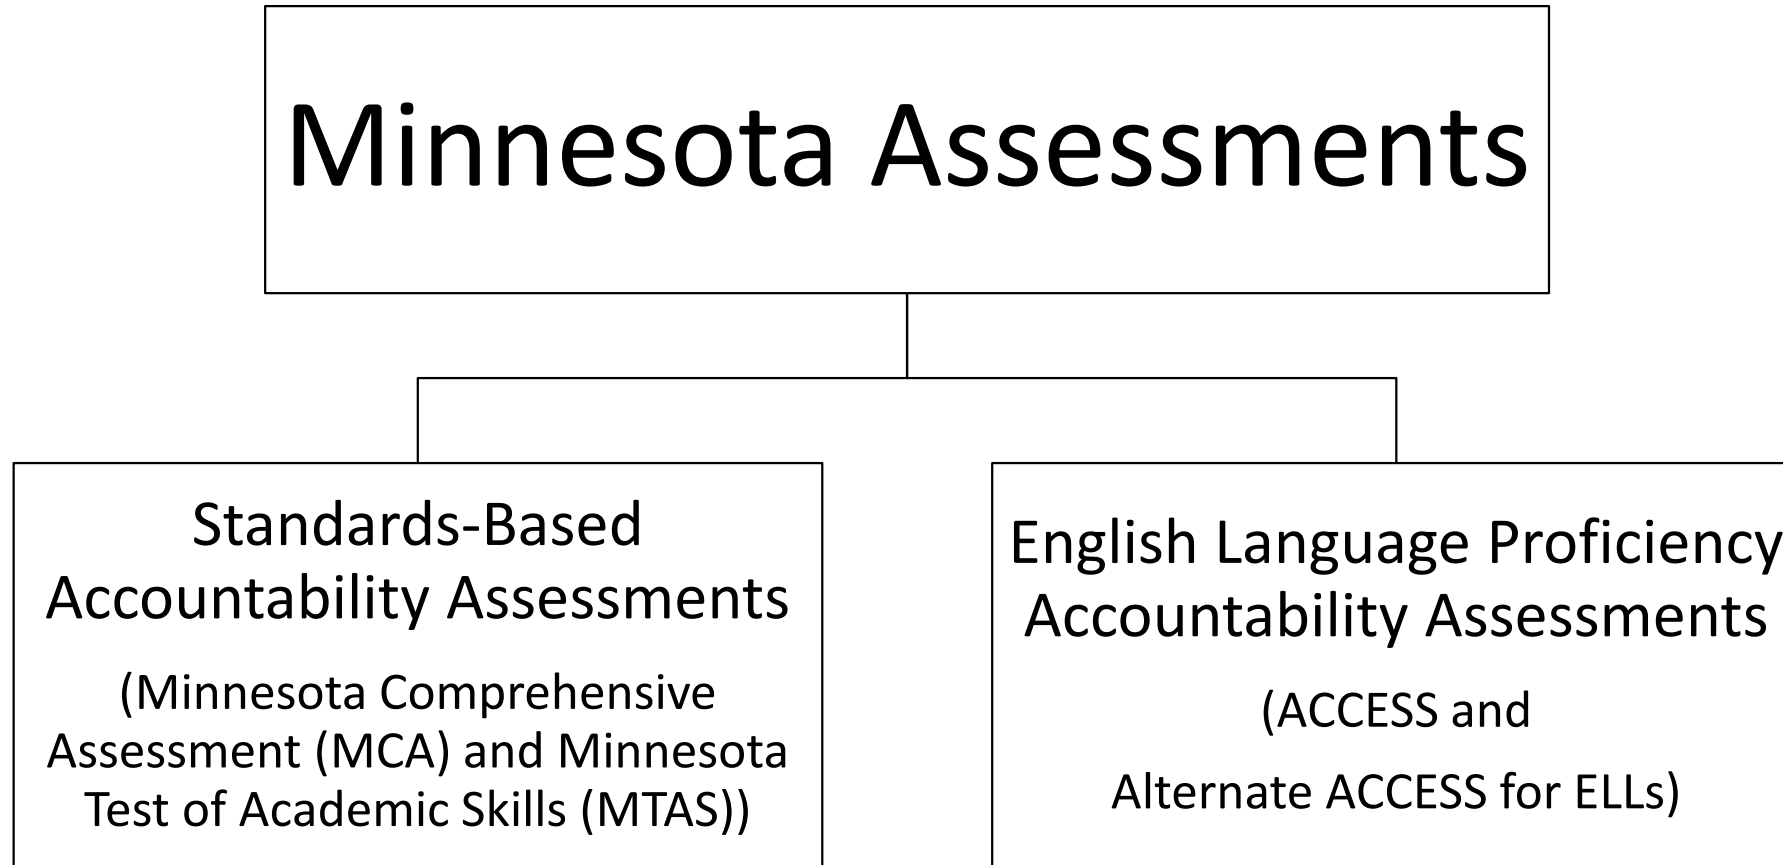 Minnesota Assessments
Standards-Based
Accountability Assessments
(Minnesota Comprehensive
Assessment (MCA) and Minnesota
Test of Academic Skills (MTAS))
English Language Proficiency
Accountability Assessments
(ACCESS and
Alternate ACCESS for ELLs)